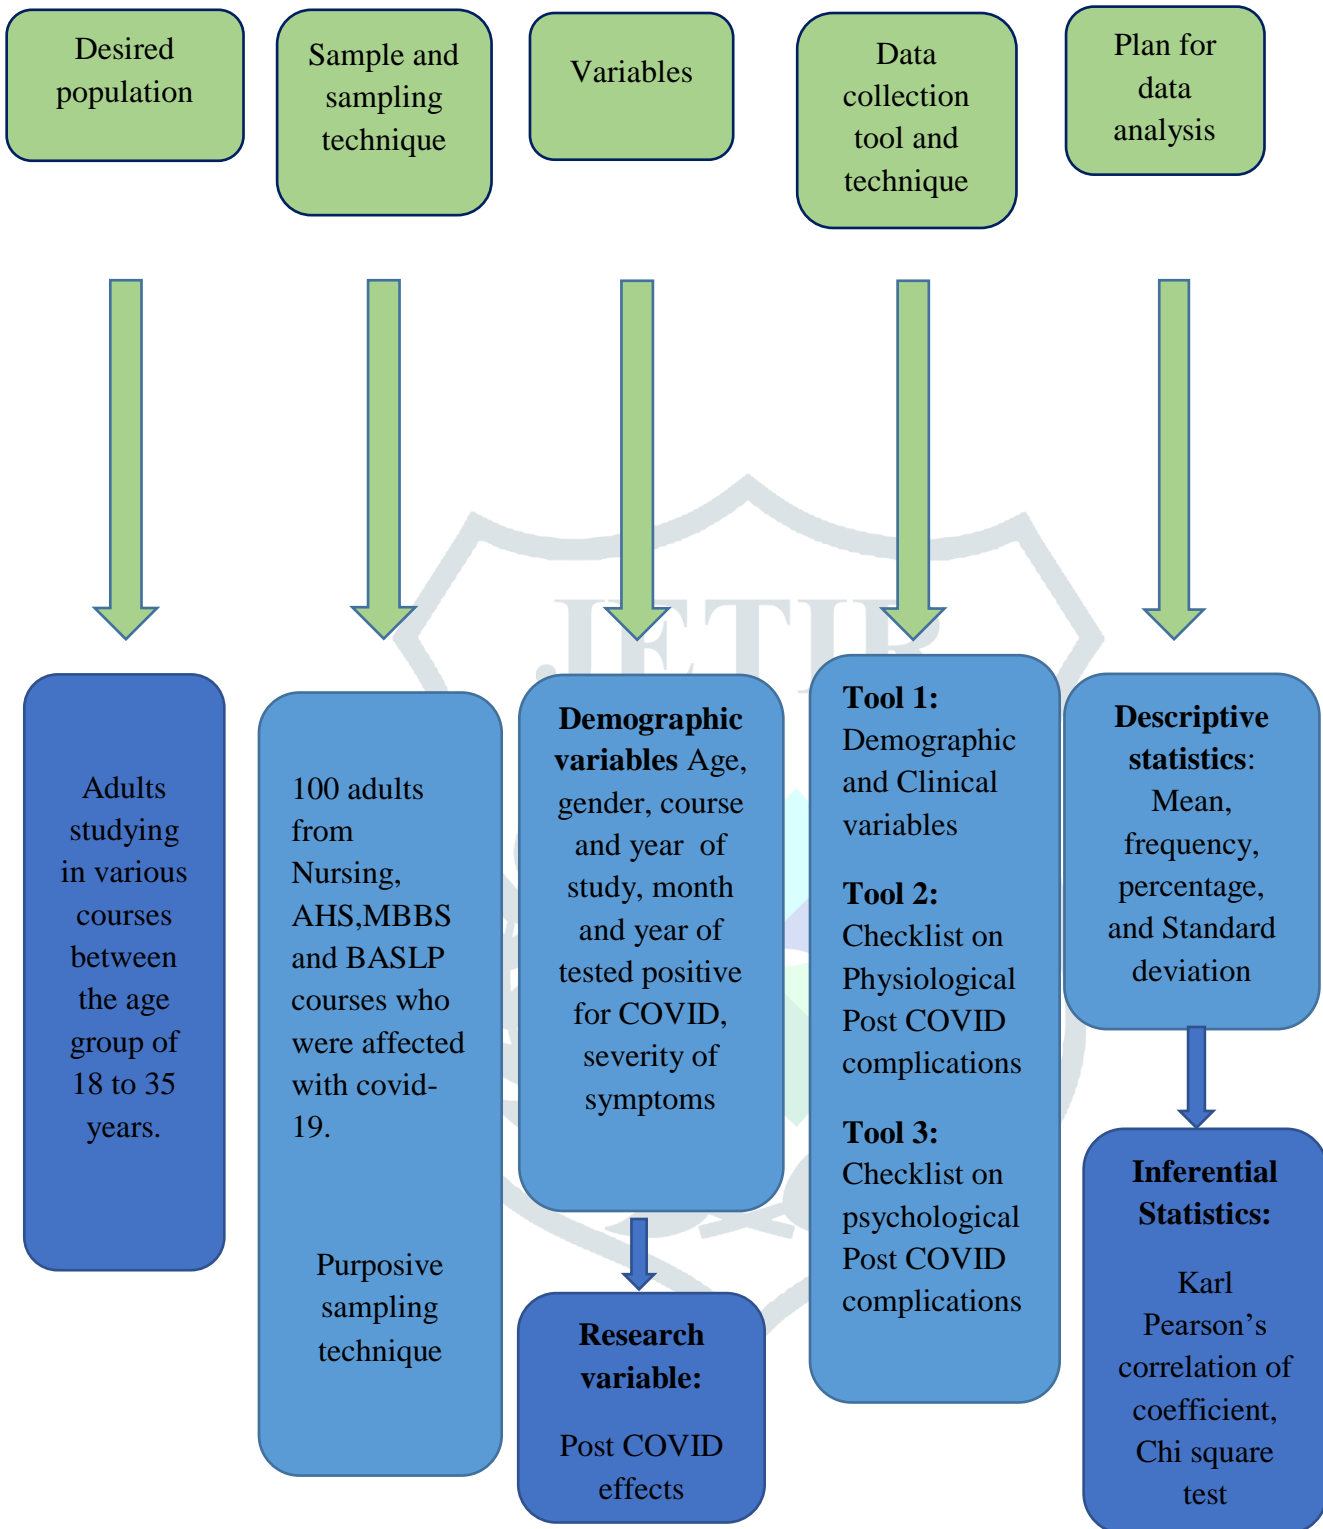 Desired
population
Sample and
sampling
technique
Variables
Data
collection
tool and
technique
Plan for
data
analysis
JETIR
Adults
studying
in various
courses
between
the age
group of
18 to 35
years.
100 adults
from
Nursing,
AHS,MBBS
and BASLP
courses who
were affected
with covid-
19.
Purposive
sampling
technique
Demographic
variables Age,
gender, course
and year of
study, month
and year of
tested positive
for COVID,
severity of
symptoms
Research
variable:
Post COVID
effects
Tool 1:
Demographic
and Clinical
variables
Tool 2:
Checklist on
Physiological
Post COVID
complications
Tool 3:
Checklist on
psychological
Post COVID
complications
Descriptive
statistics:
Mean,
frequency,
percentage,
and Standard
deviation
Inferential
Statistics:
Karl
Pearson’s
correlation of
coefficient,
Chi square
test